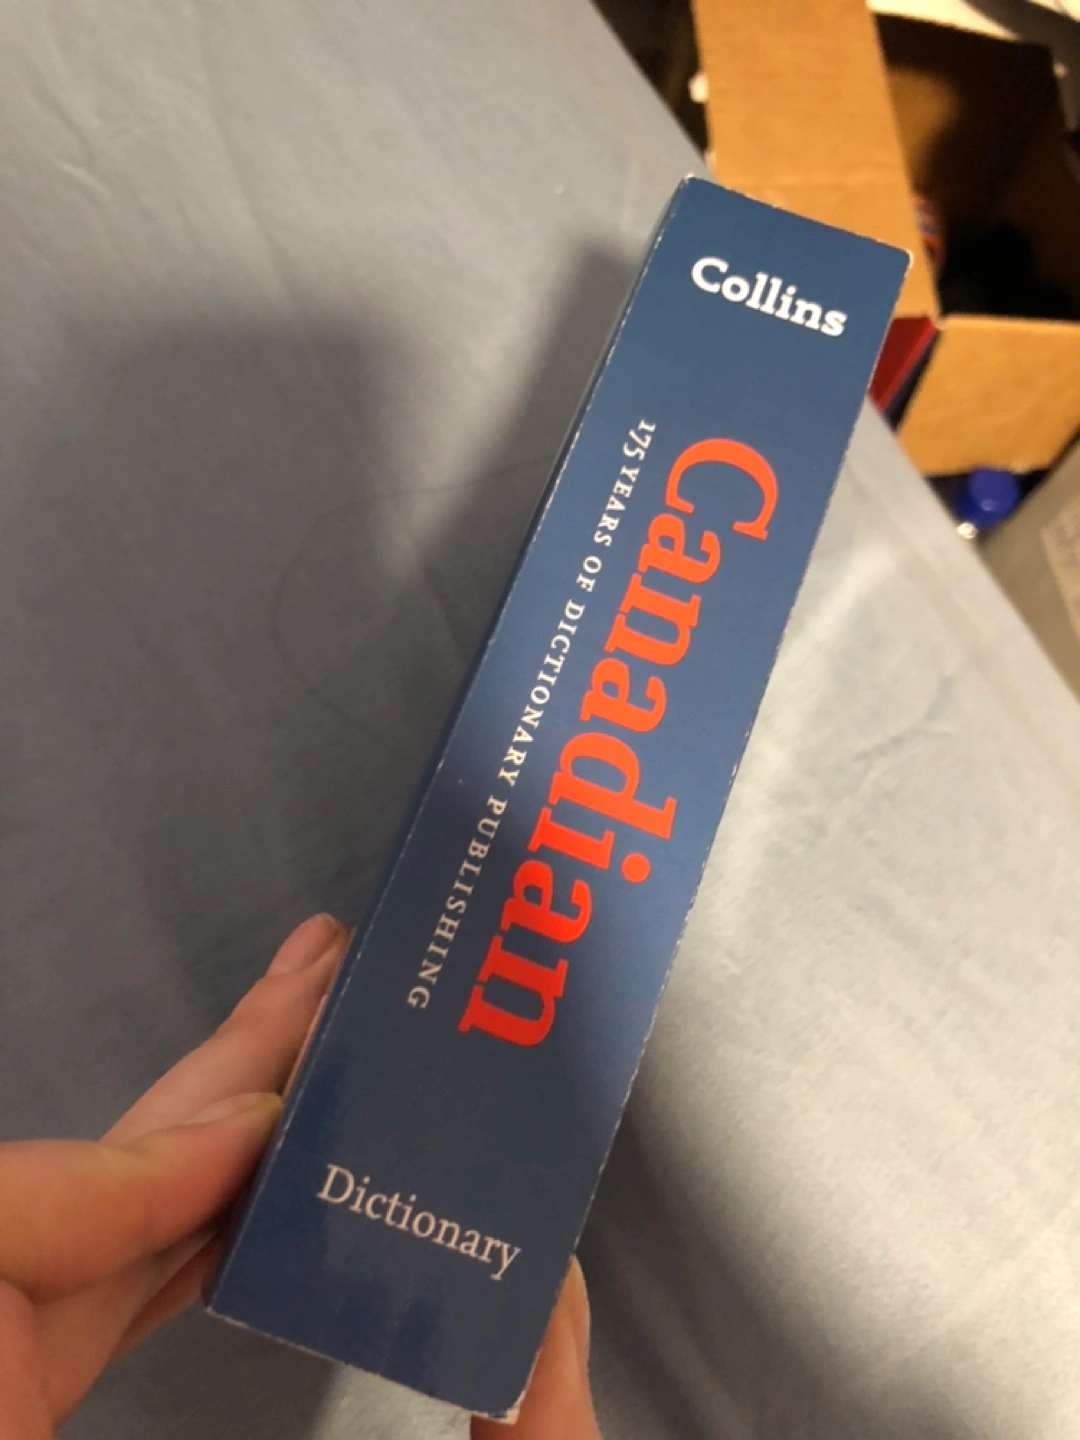 Collins
Canadian
175 YEARS OF DICTIONARY PUBLISHING
Dictionary